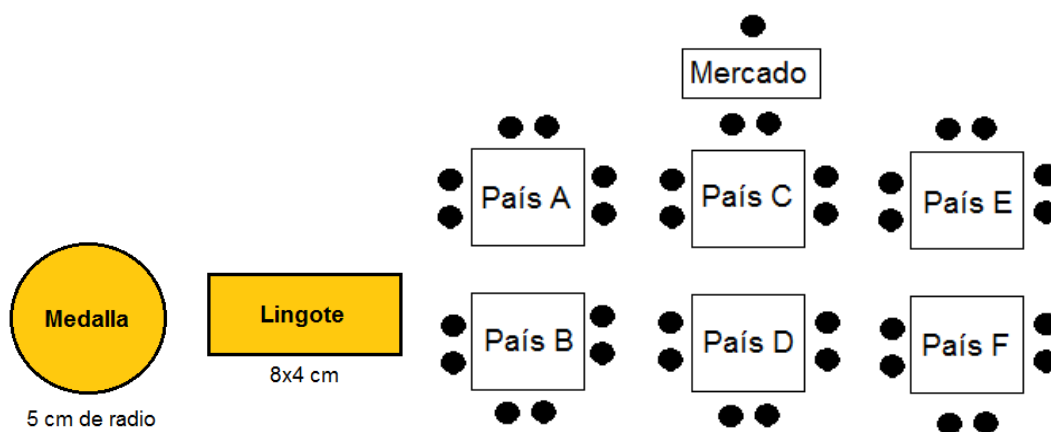 Mercado
País A
País C
País E
Medalla
Lingote
País B
País D
País F
8x4 cm
5 cm de radio